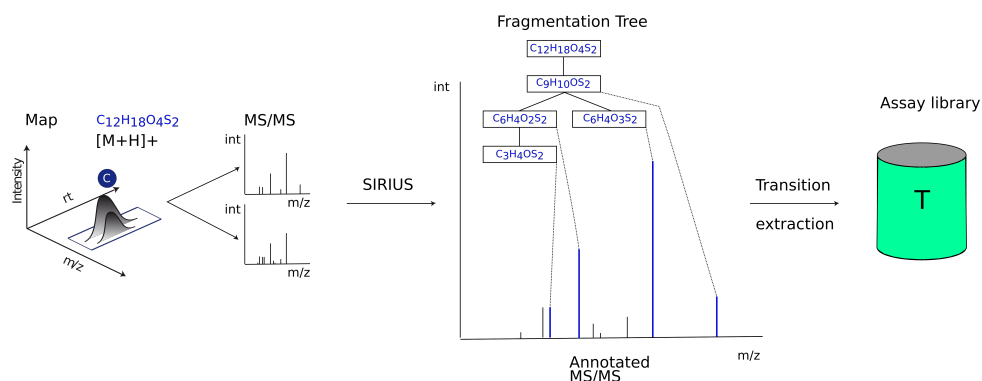 Map
C12H18O4S2
[M+H]+
Intensity
rt
C
m/z
MS/MS
int
m/z
int
m/z
SIRIUS
Fragmentation Tree
C12H18O4S2
C9H10OS2
C6H4O2S2
C6H4O3S2
C3H4OS2
int
m/z
Annotated
MS/MS
Transition
extraction
Assay library
T